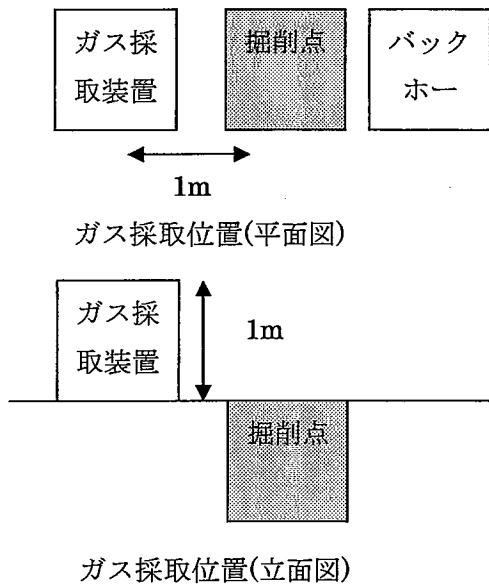 ガス採
取装置
掘削点
バック
ホー
1m
ガス採取位置(平面図)
ガス採
取装置
1m
掘削点
ガス採取位置(立面図)